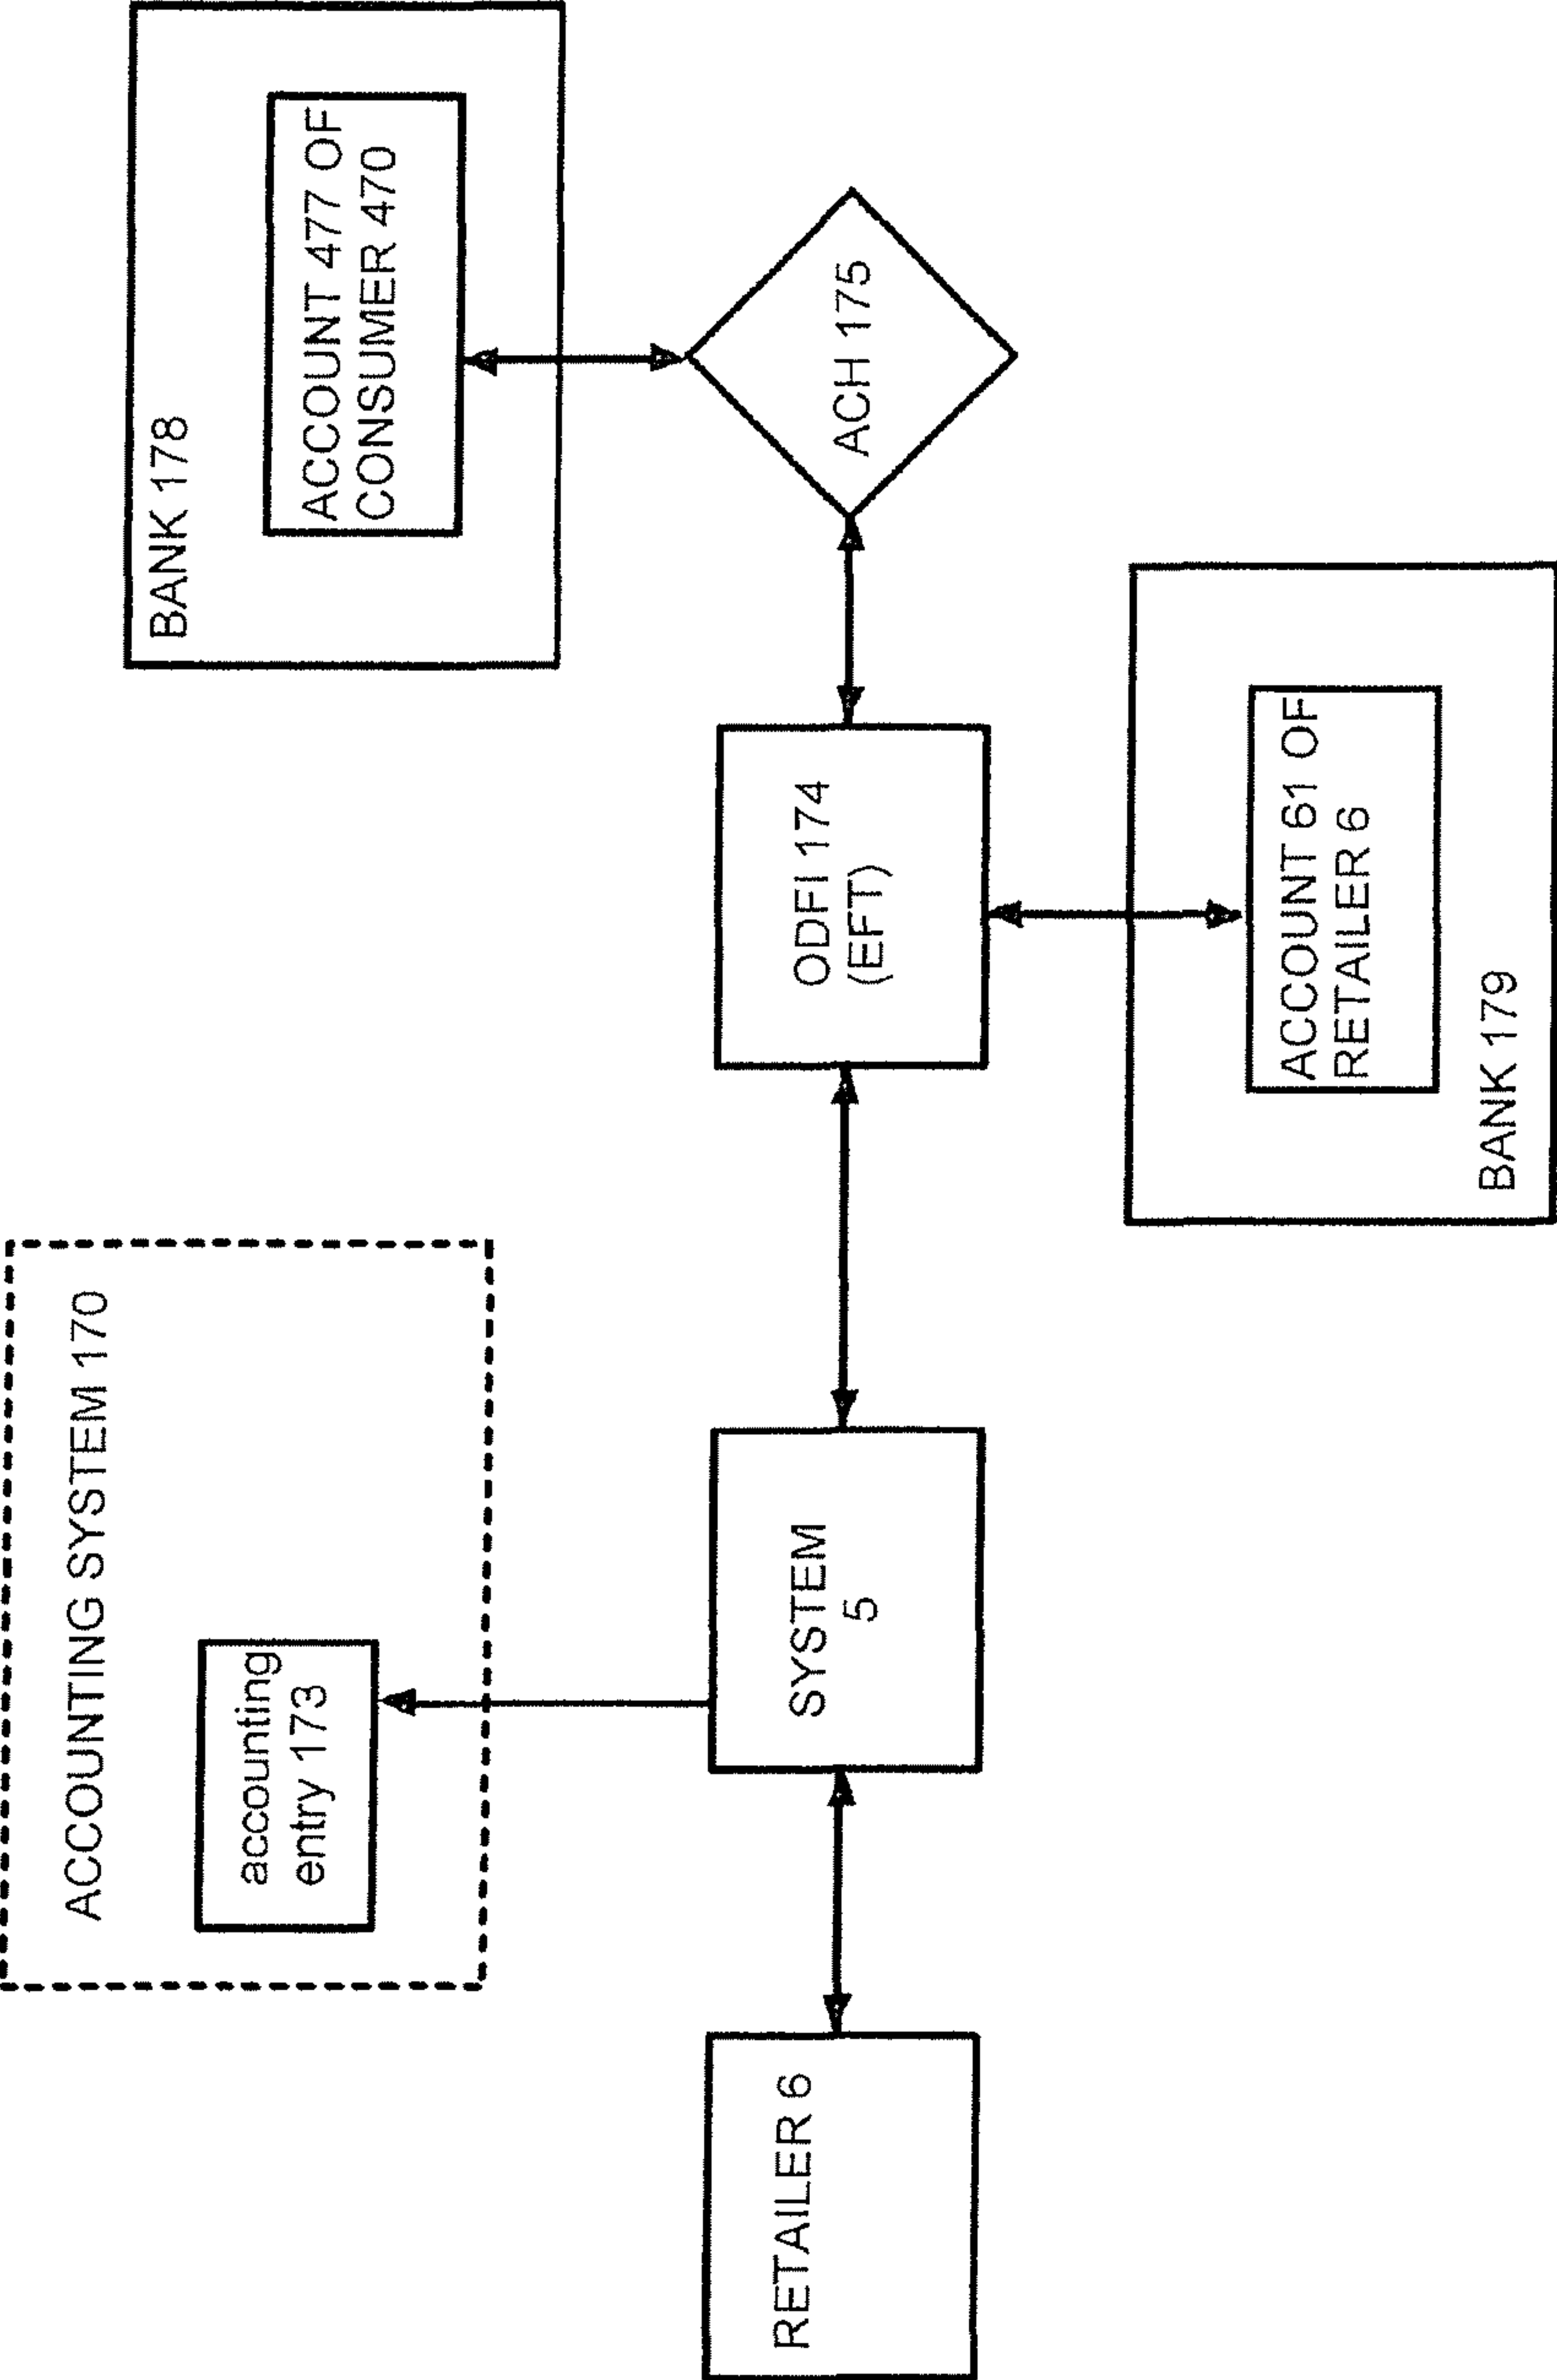 ACCOUNTING SYSTEM 170
accounting
entry 173
BANK 178
ACCOUNT 477 OF
CONSUMER 470
RETAILER 6
SYSTEM
5
ODFI 174
(EFT)
ACH 175
ACCOUNT 61 OF
RETAILER 6
BANK 179